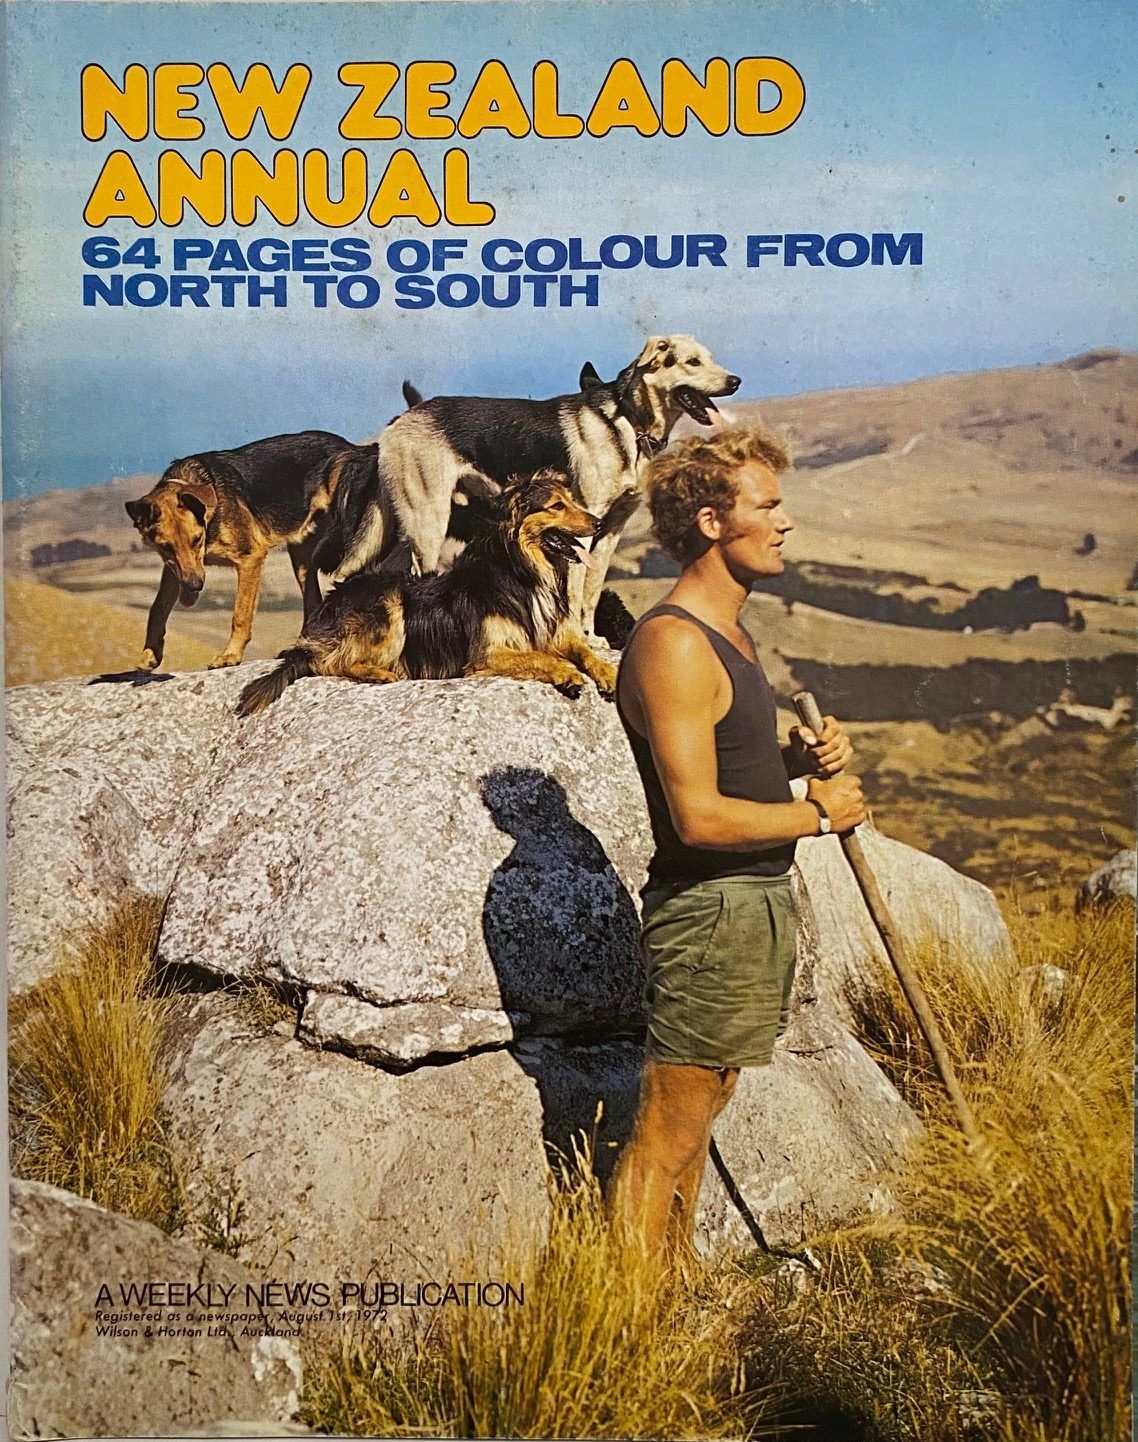 NEW ZEALAND
ANNUAL
64 PAGES OF COLOUR FROM
NORTH TO SOUTH
A WEEKLY NEWS PUBLICATION
Registered as a newspaper, August 1st, 1972
Wilson & Horton Ltd., Auckland.